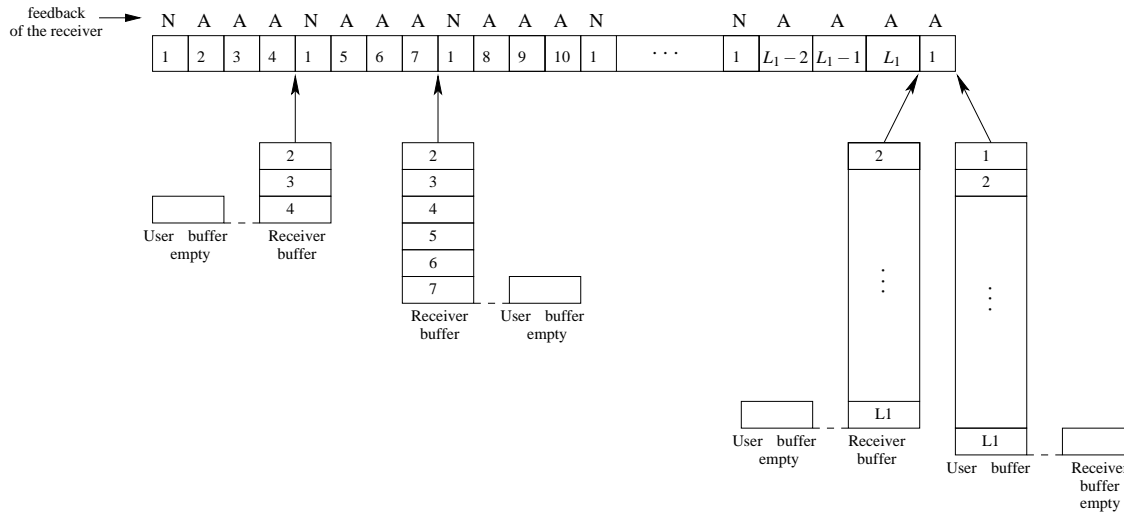 feedback
of the receiver
N A A A N A A A N A A A N N A A A A
1 2 3 4 1 5 6 7 1 8 9 10 1 ··· 1 L₁−2 L₁−1 L₁ 1
2
3
4
User buffer
empty
Receiver
buffer
2
3
4
5
6
7
Receiver
buffer
User buffer
empty
2
⋮
L1
User buffer
empty
Receiver
buffer
1
2
⋮
L1
User buffer
Receiver
buffer
empty